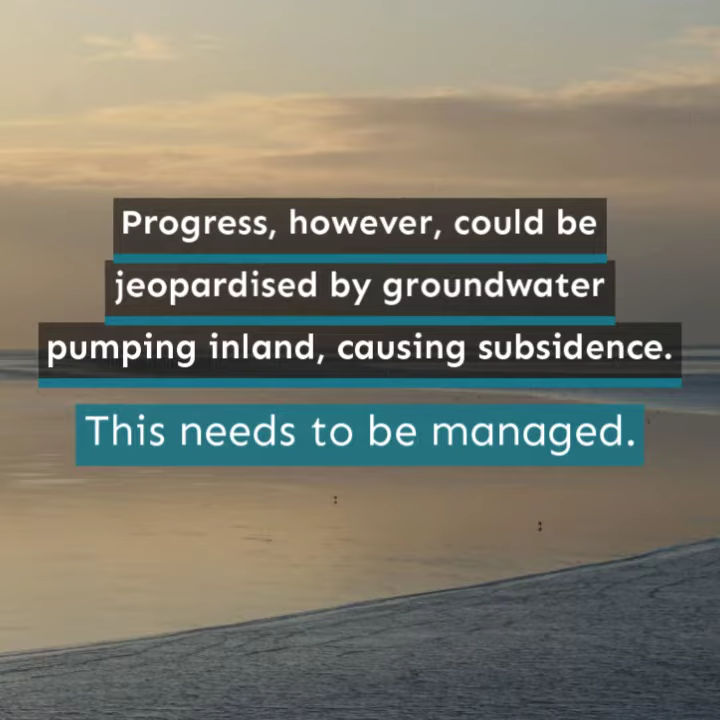 Progress, however, could be
jeopardised by groundwater
pumping inland, causing subsidence.
This needs to be managed.